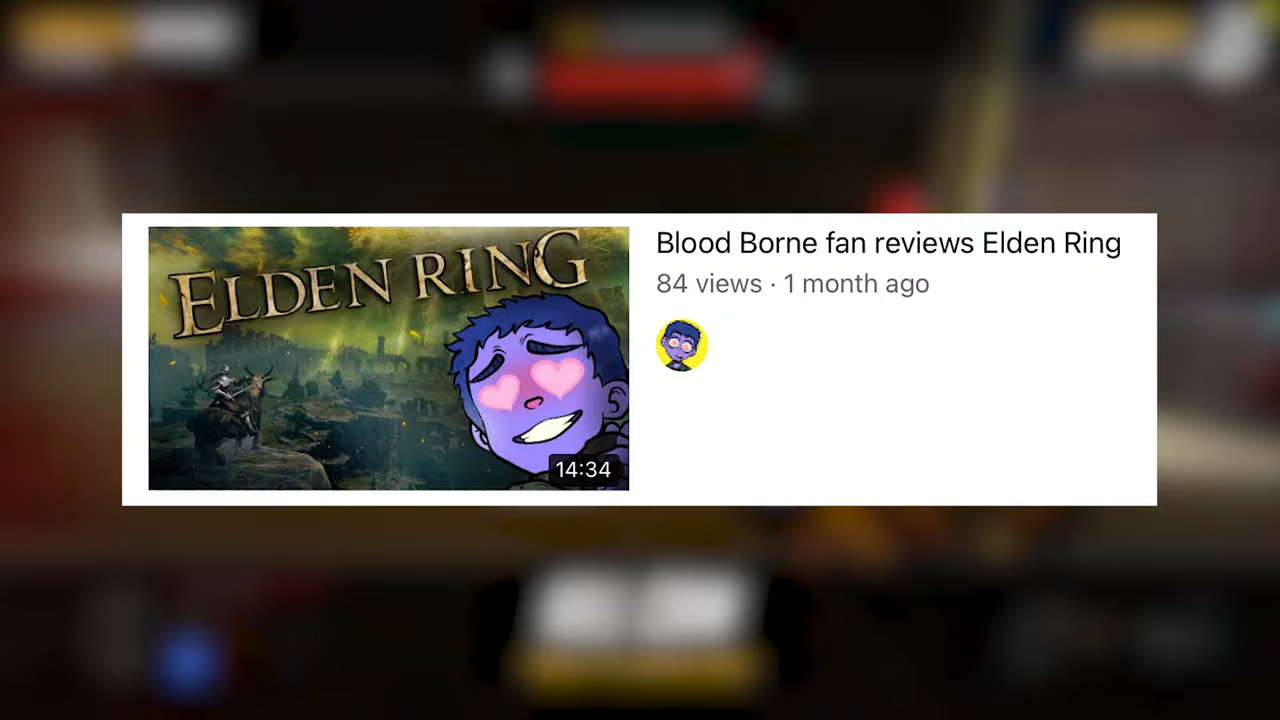 ELDEN RING
14:34
Blood Borne fan reviews Elden Ring
84 views · 1 month ago